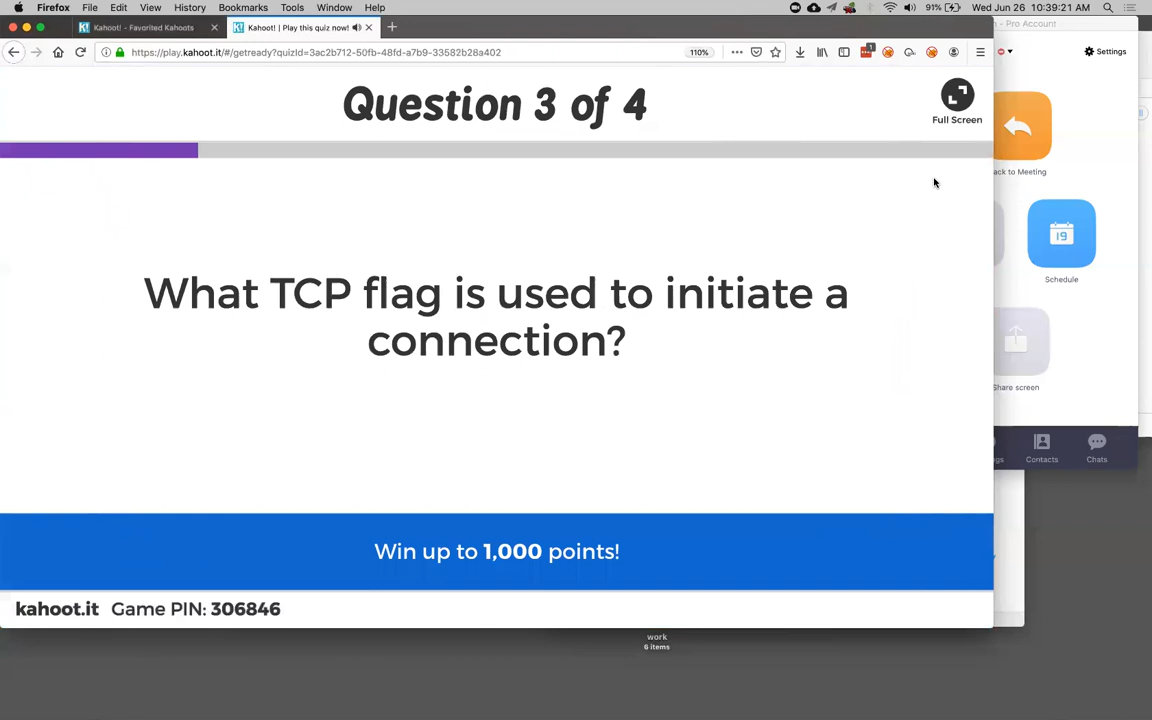 Firefox File Edit View History Bookmarks Tools Window Help 91% Wed Jun 26 10:39:21 AM
Kahoot! - Favorited Kahoots
Kahoot! | Play this quiz now!
- Pro Account
https://play.kahoot.it/#/getready?quizId=3ac2b712-50fb-48fd-a7b9-33582b28a402
110%
1
Settings
Question 3 of 4
Full Screen
ack to Meeting
What TCP flag is used to initiate a
connection?
19
Schedule
Share screen
gs
Contacts
Chats
Win up to 1,000 points!
kahoot.it Game PIN: 306846
work
6 items